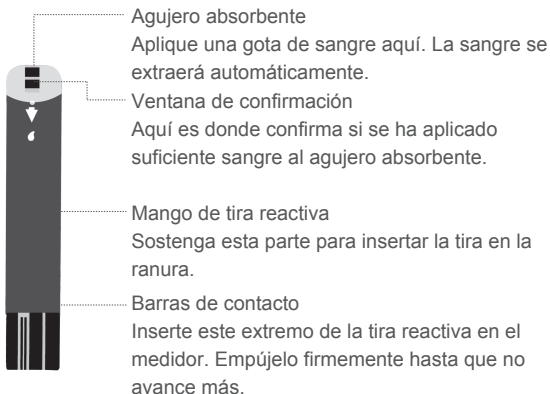 Agujero absorbente
Aplique una gota de sangre aquí. La sangre se
extraerá automáticamente.
Ventana de confirmación
Aquí es donde confirma si se ha aplicado
suficiente sangre al agujero absorbente.
Mango de tira reactiva
Sostenga esta parte para insertar la tira en la
ranura.
Barras de contacto
Inserte este extremo de la tira reactiva en el
medidor. Empújelo firmemente hasta que no
avance más.